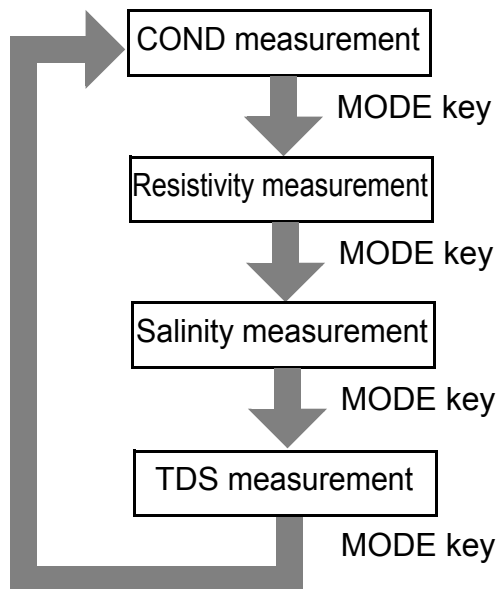 COND measurement
MODE key
Resistivity measurement
MODE key
Salinity measurement
MODE key
TDS measurement
MODE key